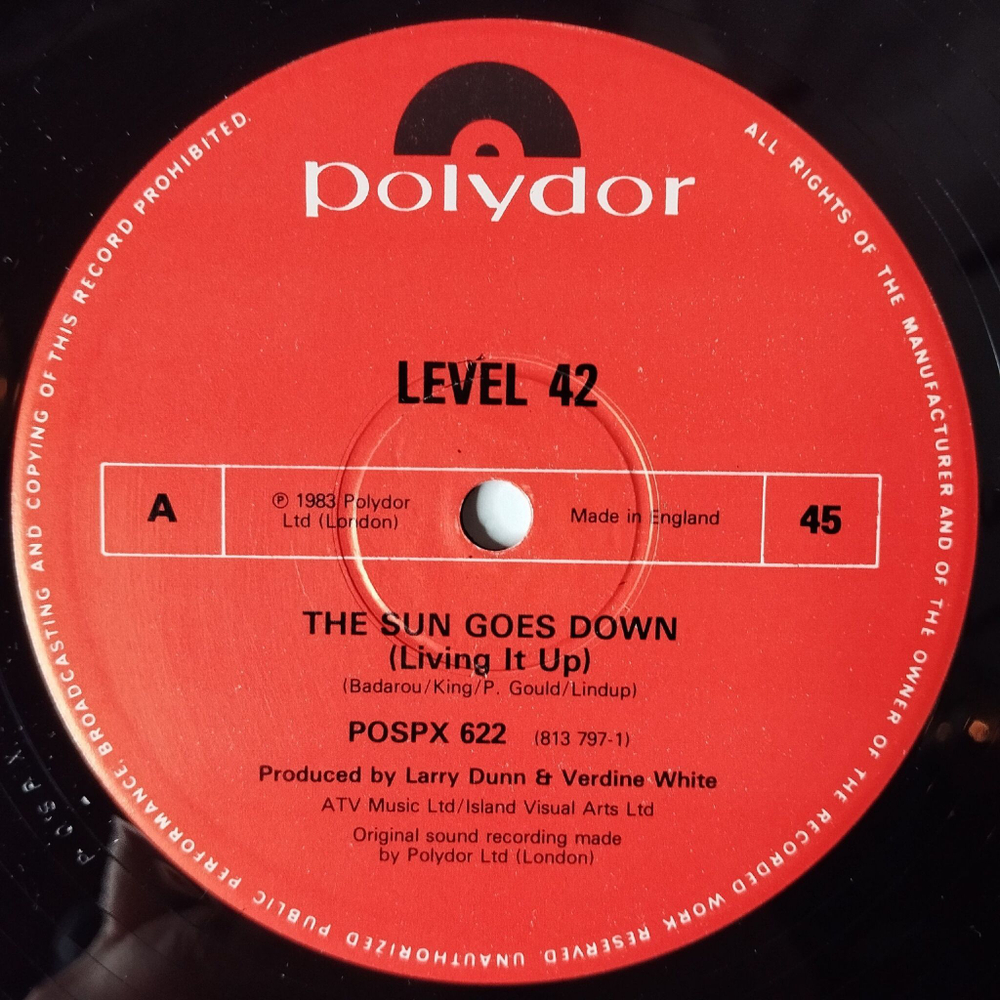 polydor
LEVEL 42
A
℗ 1983 Polydor
Ltd (London)
Made in England
45
THE SUN GOES DOWN
(Living It Up)
(Badarou/King/P. Gould/Lindup)
POSPX 622 (813 797-1)
Produced by Larry Dunn & Verdine White
ATV Music Ltd/Island Visual Arts Ltd
Original sound recording made
by Polydor Ltd (London)
ALL RIGHTS OF THE MANUFACTURER AND OF THE OWNER OF THE RECORDED WORK RESERVED. UNAUTHORIZED PUBLIC PERFORMANCE, BROADCASTING AND COPYING OF THIS RECORD PROHIBITED.